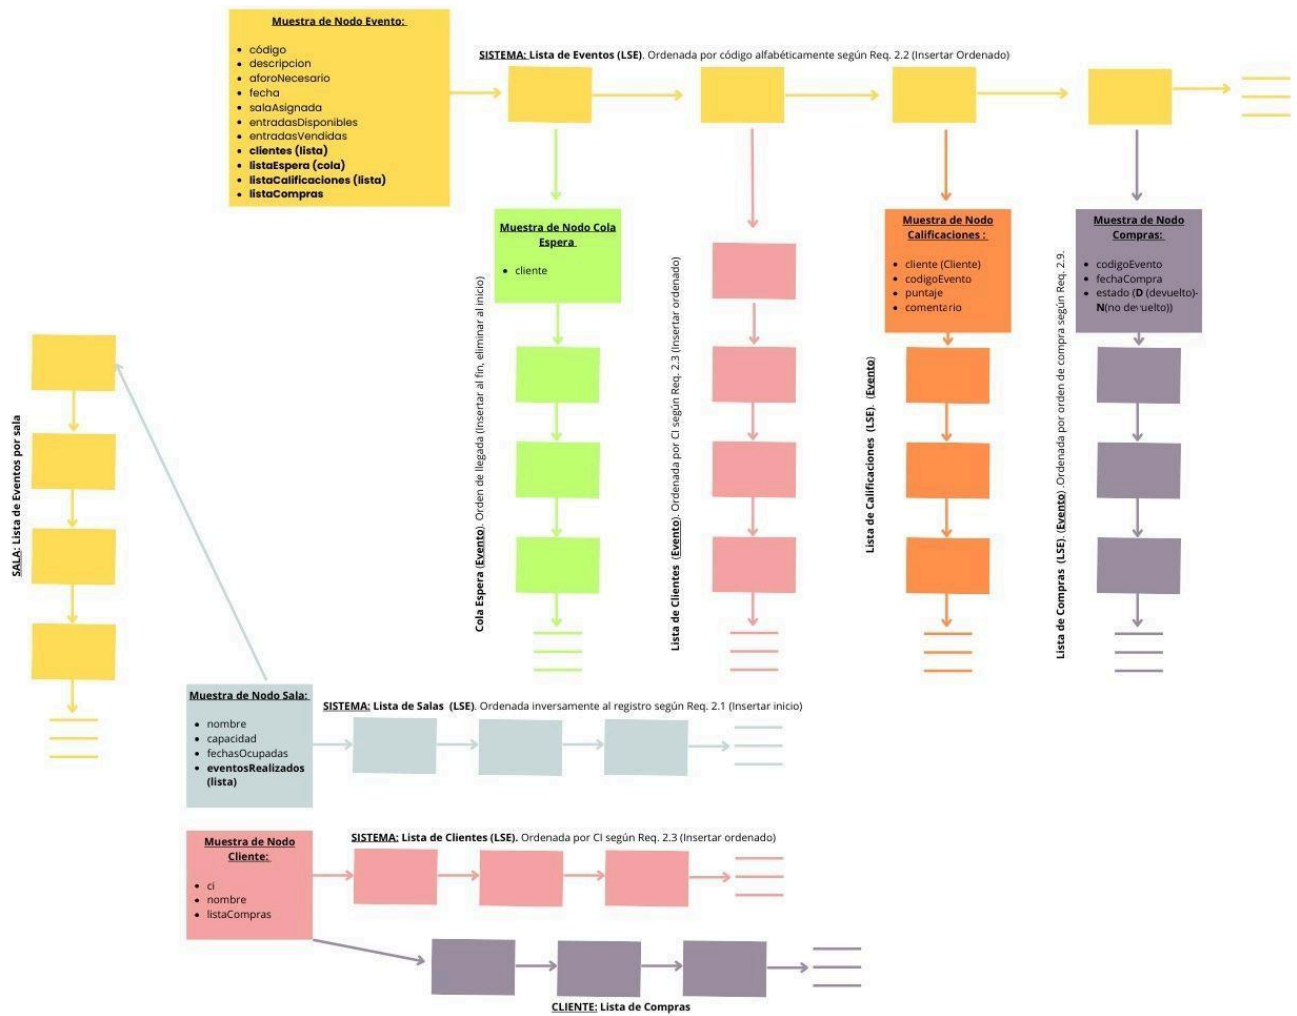 Muestra de Nodo Evento:
código
descripcion
aforoNecesario
fecha
salaAsignada
entradasDisponibles
entradasVendidas
clientes (lista)
listaEspera (cola)
listaCalificaciones (lista)
listaCompras
SISTEMA: Lista de Eventos (LSE). Ordenada por código alfabéticamente según Req. 2.2 (Insertar Ordenado)
Cola Espera (Evento). Orden de llegada (Insertar al fin, eliminar al inicio)
Muestra de Nodo Cola
Espera
cliente
Lista de Clientes (Evento). Ordenada por CI según Req. 2.3 (Insertar ordenado)
Lista de Calificaciones (LSE). (Evento)
Muestra de Nodo
Calificaciones :
cliente (Cliente)
codigoEvento
puntaje
comentario
Lista de Compras (LSE). (Evento) .Ordenada por orden de compra según Req. 2.9.
Muestra de Nodo
Compras:
codigoEvento
fechaCompra
estado (D (devuelto)-
N(no devuelto))
SALA: Lista de Eventos por sala
Muestra de Nodo Sala:
nombre
capacidad
fechasOcupadas
eventosRealizados
(lista)
SISTEMA: Lista de Salas (LSE). Ordenada inversamente al registro según Req. 2.1 (Insertar inicio)
Muestra de Nodo
Cliente:
ci
nombre
listaCompras
SISTEMA: Lista de Clientes (LSE). Ordenada por CI según Req. 2.3 (Insertar ordenado)
CLIENTE: Lista de Compras